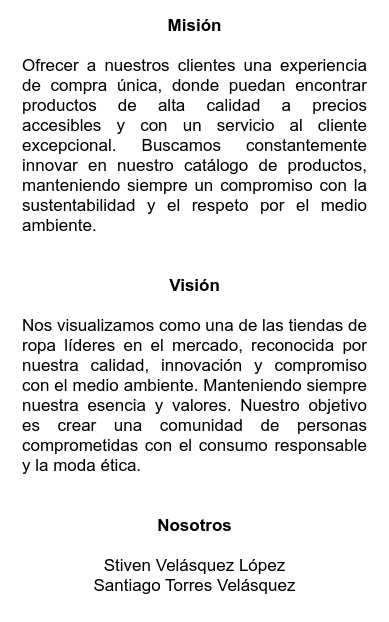 Misión
Ofrecer a nuestros clientes una experiencia
de compra única, donde puedan encontrar
productos de alta calidad a precios
accesibles y con un servicio al cliente
excepcional. Buscamos constantemente
innovar en nuestro catálogo de productos,
manteniendo siempre un compromiso con la
sustentabilidad y el respeto por el medio
ambiente.
Visión
Nos visualizamos como una de las tiendas de
ropa líderes en el mercado, reconocida por
nuestra calidad, innovación y compromiso
con el medio ambiente. Manteniendo siempre
nuestra esencia y valores. Nuestro objetivo
es crear una comunidad de personas
comprometidas con el consumo responsable
y la moda ética.
Nosotros
Stiven Velásquez López
Santiago Torres Velásquez